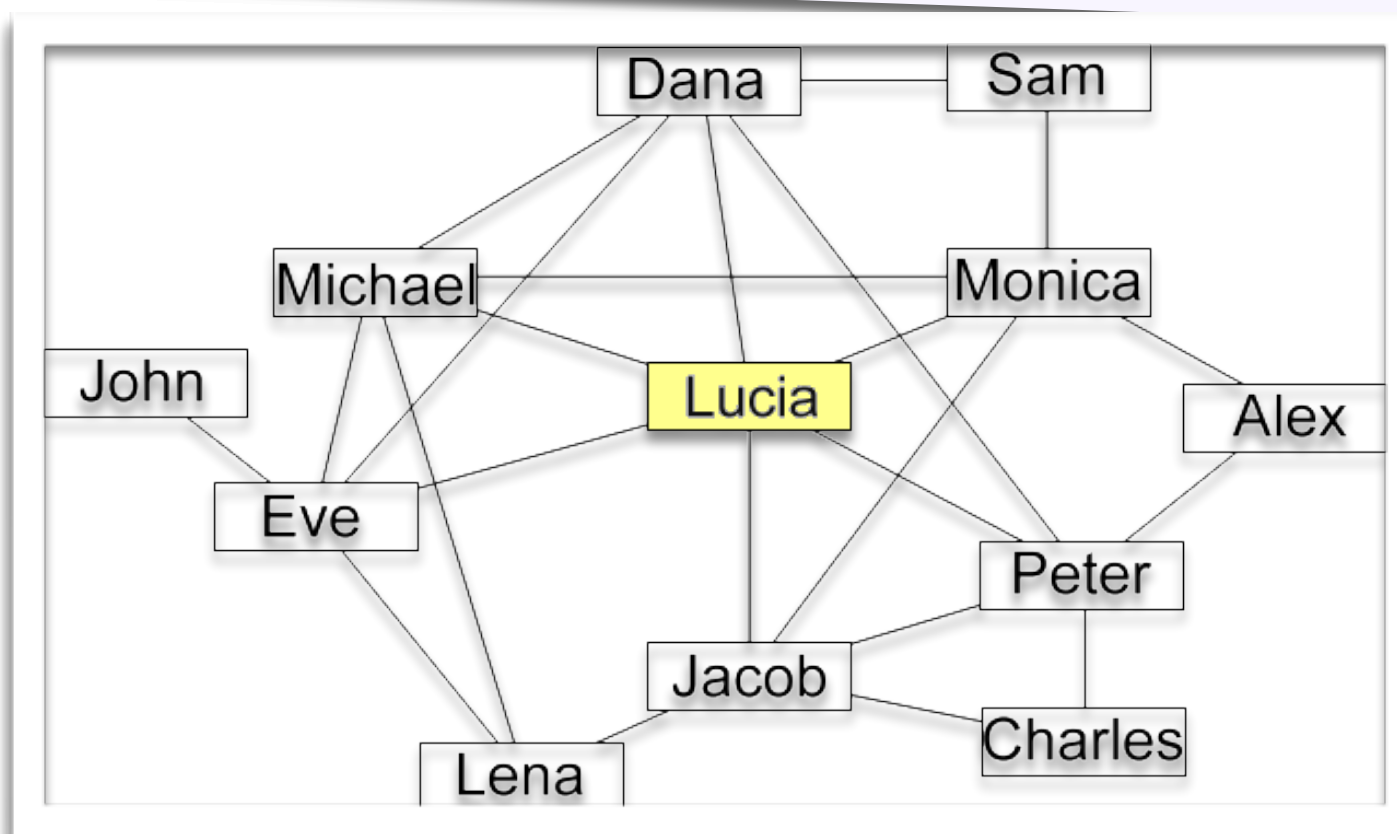 Dana
Sam
Michael
Monica
John
Lucia
Alex
Eve
Peter
Jacob
Charles
Lena